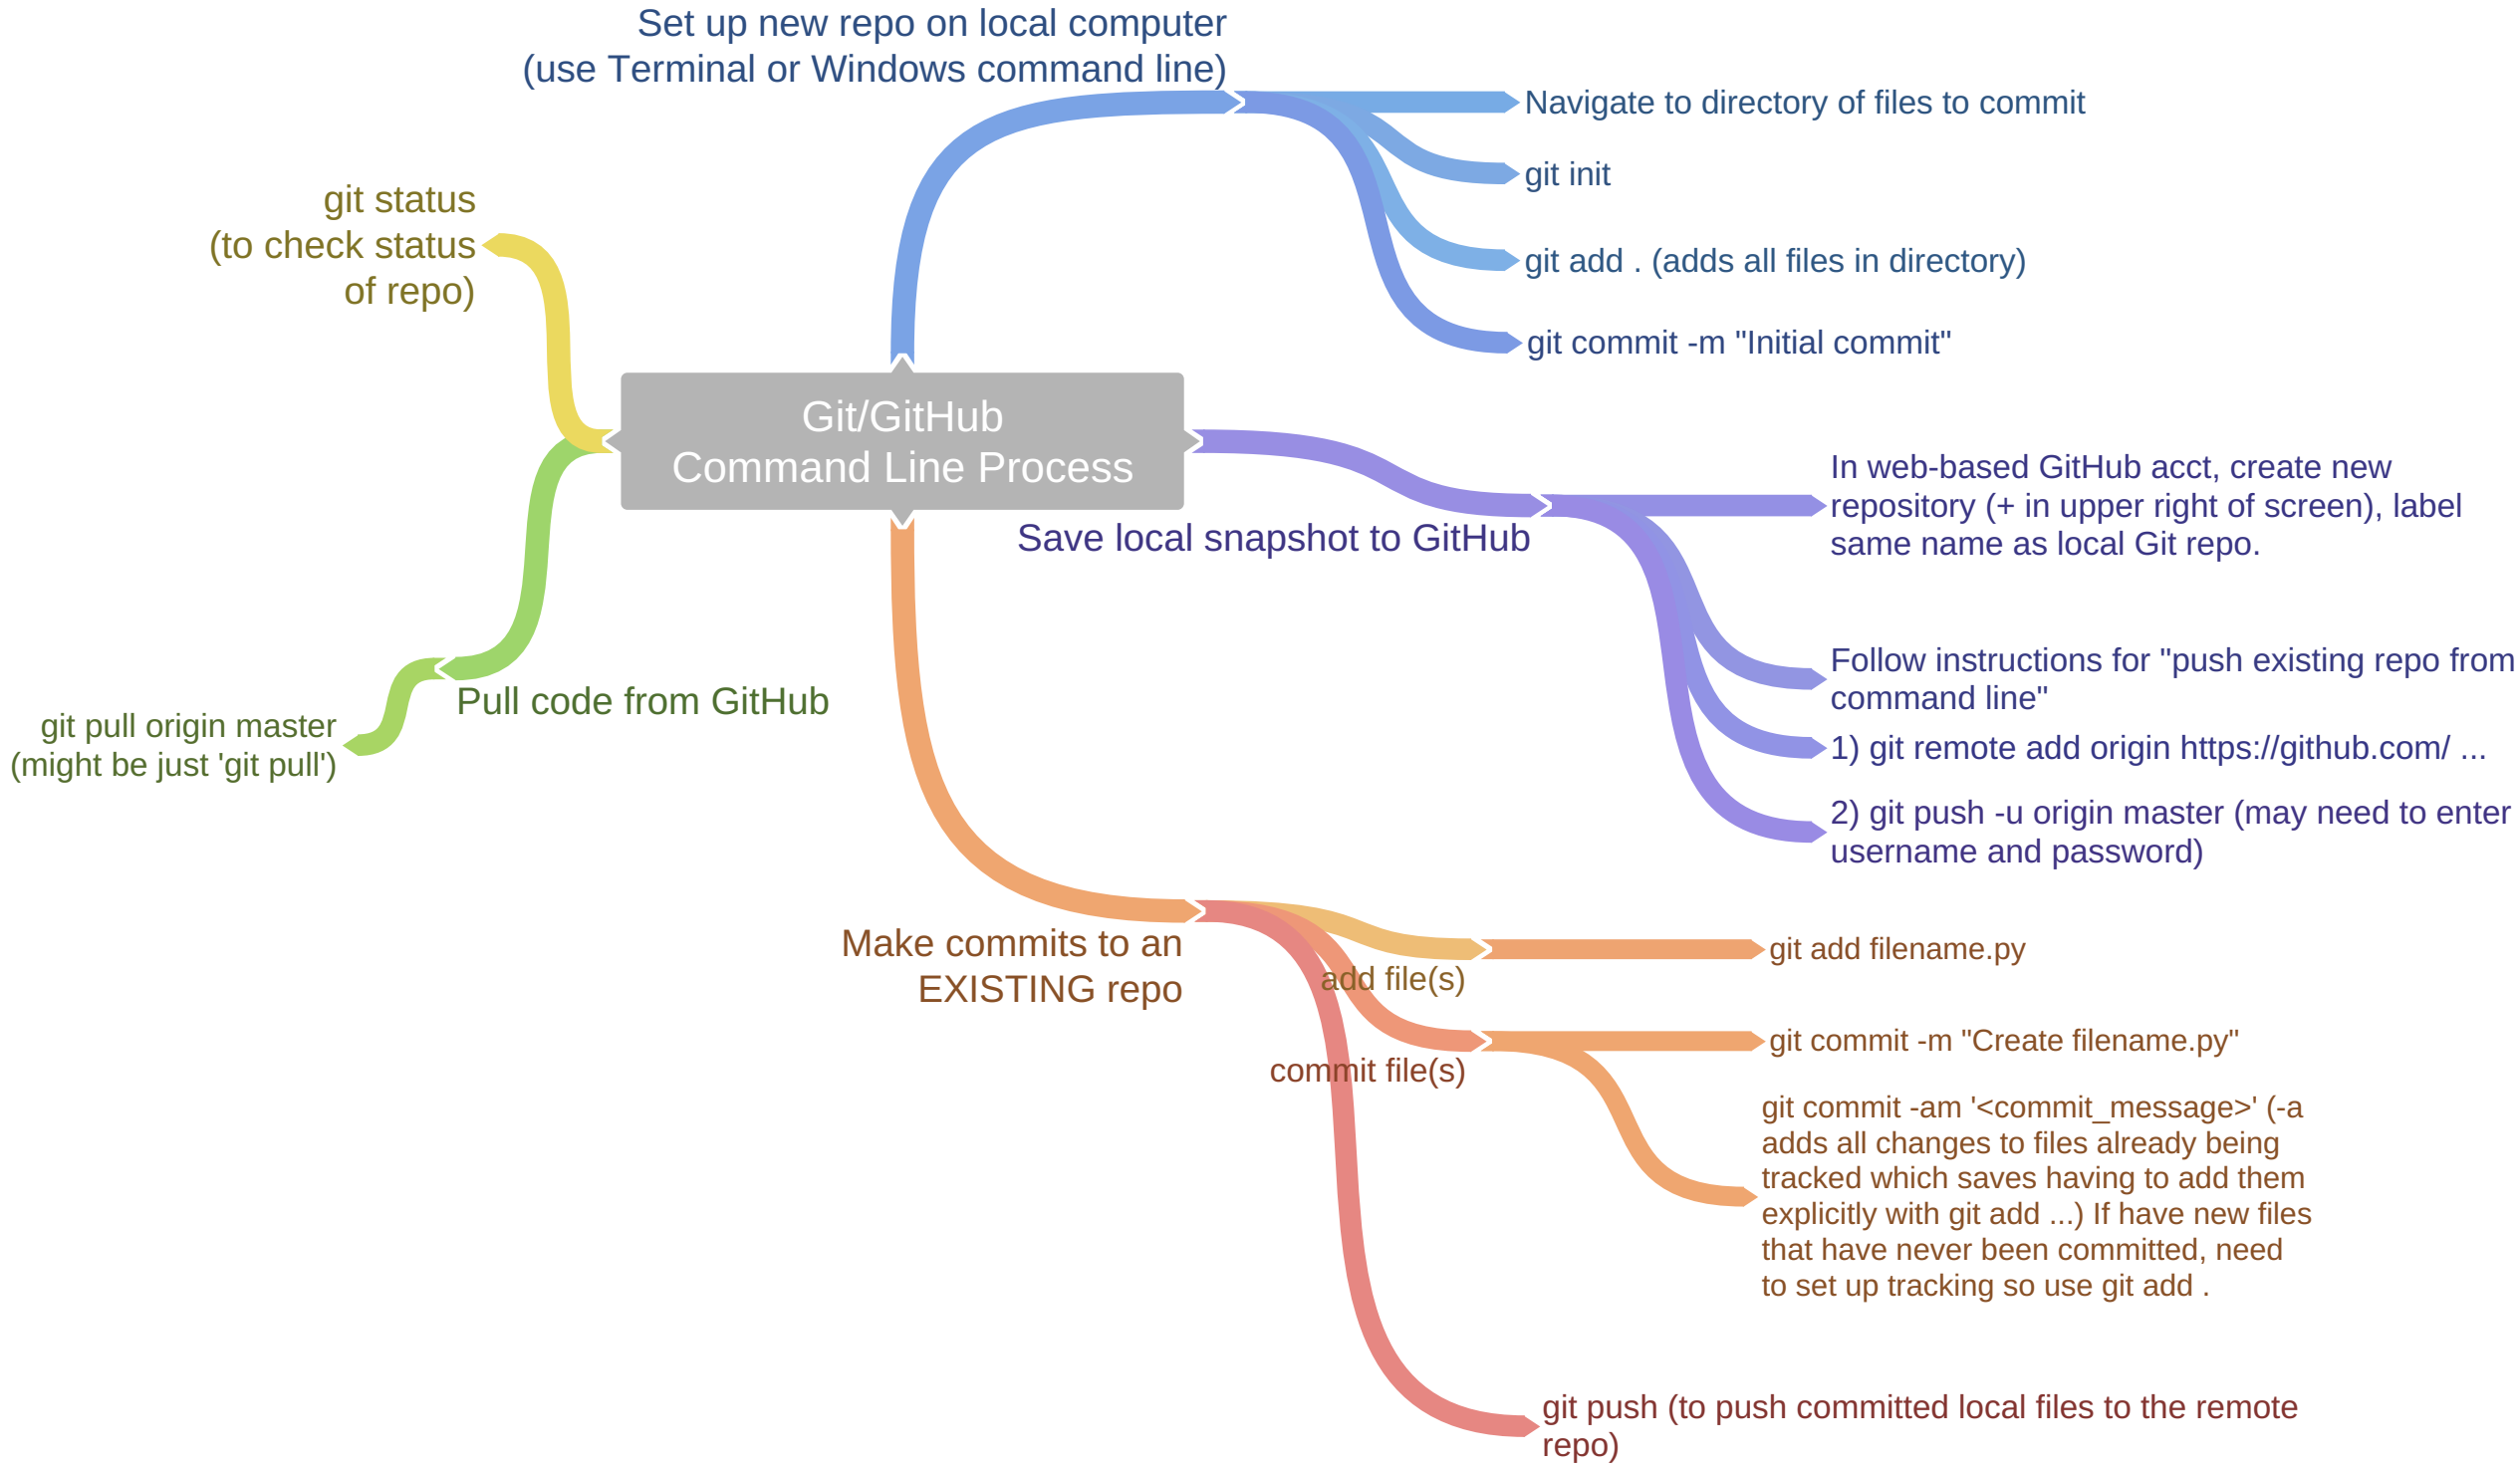 Set up new repo on local computer
(use Terminal or Windows command line)
Navigate to directory of files to commit
git init
git add . (adds all files in directory)
git commit -m "Initial commit"
git status
(to check status
of repo)
Git/GitHub
Command Line Process
Save local snapshot to GitHub
In web-based GitHub acct, create new
repository (+ in upper right of screen), label
same name as local Git repo.
Follow instructions for "push existing repo from
command line"
1) git remote add origin https://github.com/ ...
2) git push -u origin master (may need to enter
username and password)
Pull code from GitHub
git pull origin master
(might be just 'git pull')
Make commits to an
EXISTING repo
add file(s)
git add filename.py
commit file(s)
git commit -m "Create filename.py"
git commit -am '<commit_message>' (-a
adds all changes to files already being
tracked which saves having to add them
explicitly with git add ...) If have new files
that have never been committed, need
to set up tracking so use git add .
git push (to push committed local files to the remote
repo)